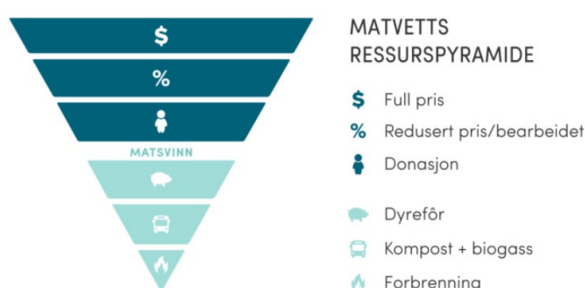 $
%
MATSVINN
MATVETTS
RESSURSPYRAMIDE
$ Full pris
% Redusert pris/bearbeidet
Donasjon
Dyrefôr
Kompost + biogass
Forbrenning